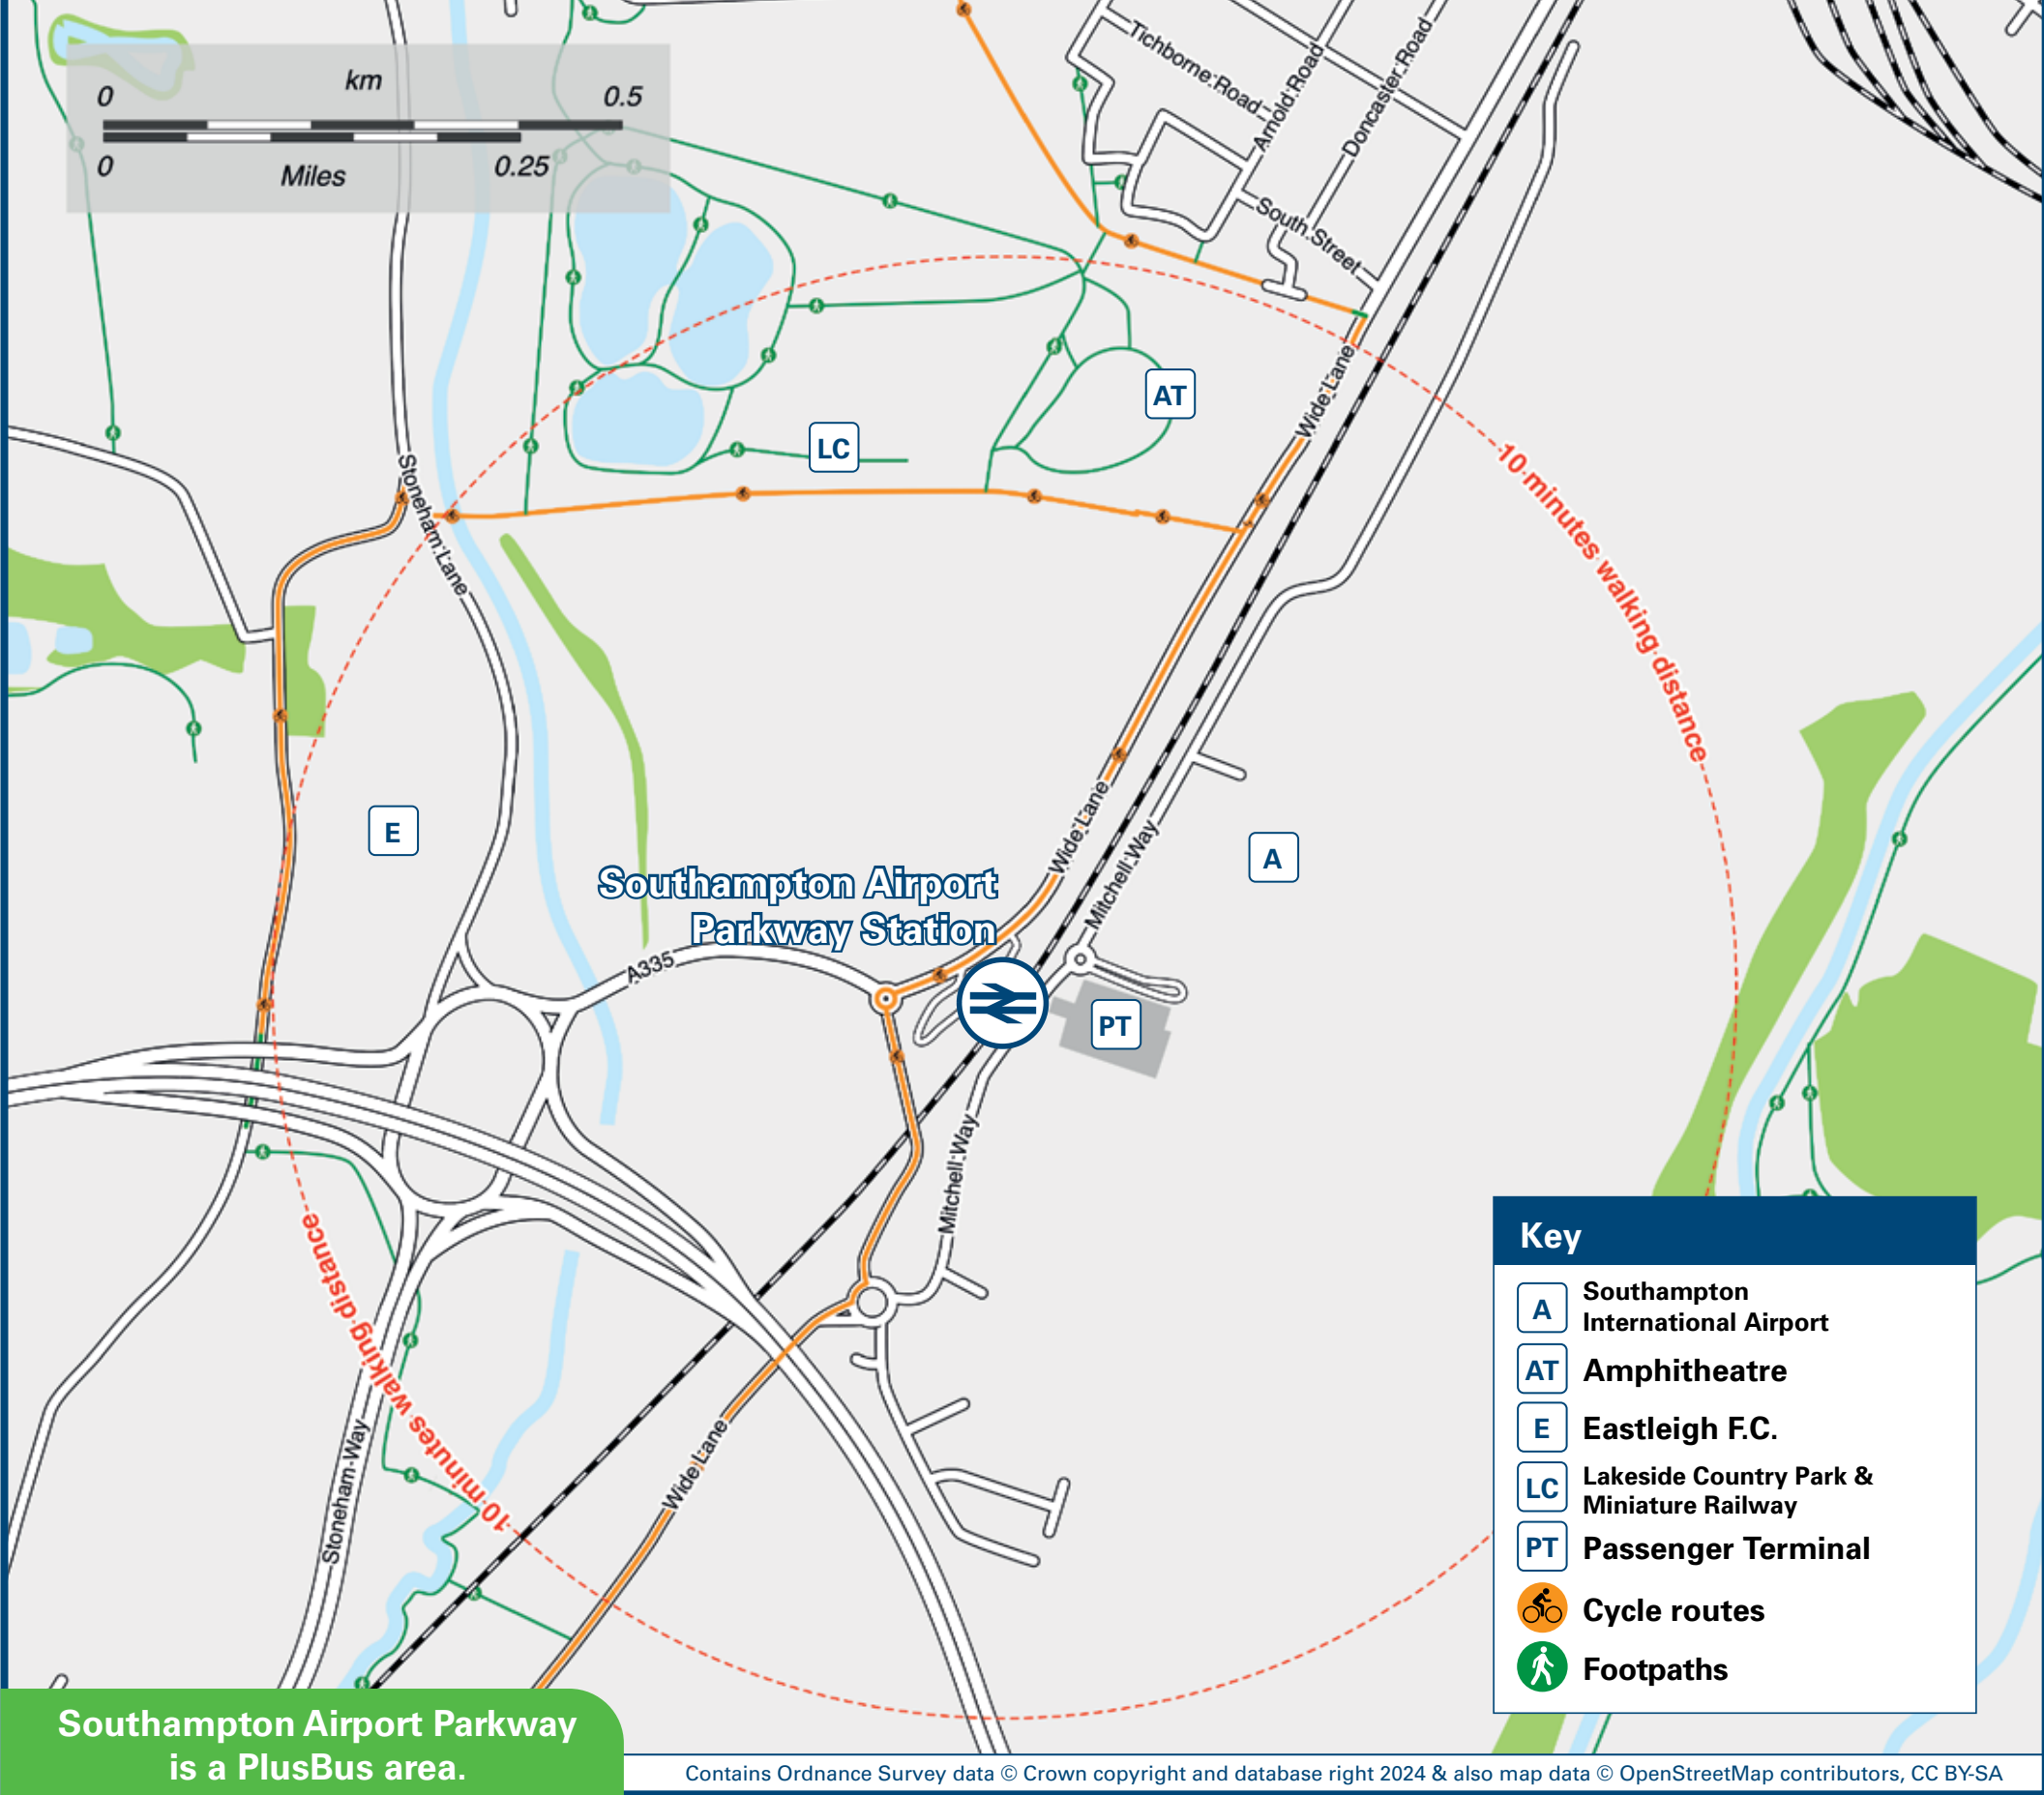 km
0 0.5
0 0.25
Miles
Tichborne Road
Arnold Road
Doncaster Road
South Street
Wide Lane
AT
LC
Stoneham Lane
10 minutes walking distance
E
A
Wide Lane
Mitchell Way
Southampton Airport
Parkway Station
A335
PT
Mitchell Way
10 minutes walking distance
Stoneham Way
Wide Lane
Key
A Southampton
International Airport
AT Amphitheatre
E Eastleigh F.C.
LC Lakeside Country Park &
Miniature Railway
PT Passenger Terminal
Cycle routes
Footpaths
Southampton Airport Parkway
is a PlusBus area.
Contains Ordnance Survey data © Crown copyright and database right 2024 & also map data © OpenStreetMap contributors, CC BY-SA